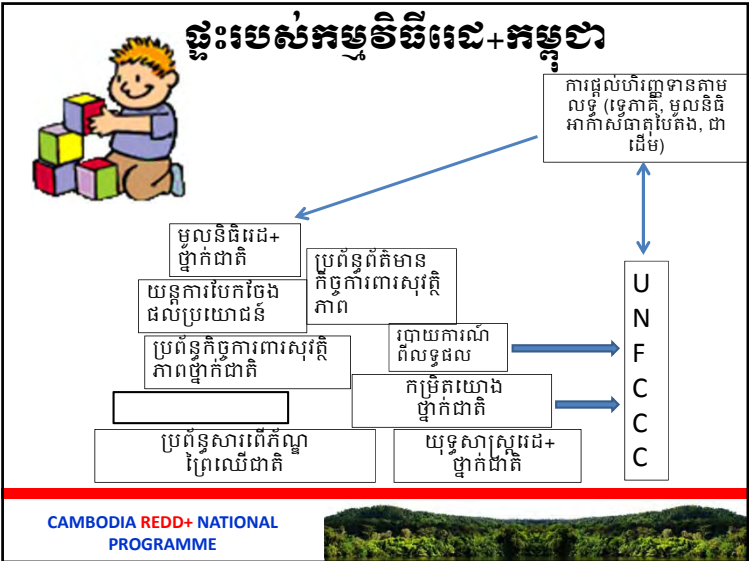 ផ្ទះរបស់កម្មវិធីរេដ+កម្ពុជា
ការផ្តល់ហិរញ្ញទានតាម
លទ្ធ (ទ្វេភាគី, មូលនិធិ
អាកាសធាតុបៃតង, ជា
ដើម)
មូលនិធិរេដ+
ថ្នាក់ជាតិ
ប្រព័ន្ធព័ត៌មាន
កិច្ចការពារសុវត្ថិ
ភាព
យន្តការបែកចែង
ផលប្រយោជន៍
របាយការណ៍
ពីលទ្ធផល
ប្រព័ន្ធកិច្ចការពារសុវត្ថិ
ភាពថ្នាក់ជាតិ
កម្រិតយោង
ថ្នាក់ជាតិ
ប្រព័ន្ធសារពើភ័ណ្ឌ
ព្រៃឈើជាតិ
យុទ្ធសាស្ត្ររេដ+
ថ្នាក់ជាតិ
U
N
F
C
C
C
CAMBODIA REDD+ NATIONAL
PROGRAMME